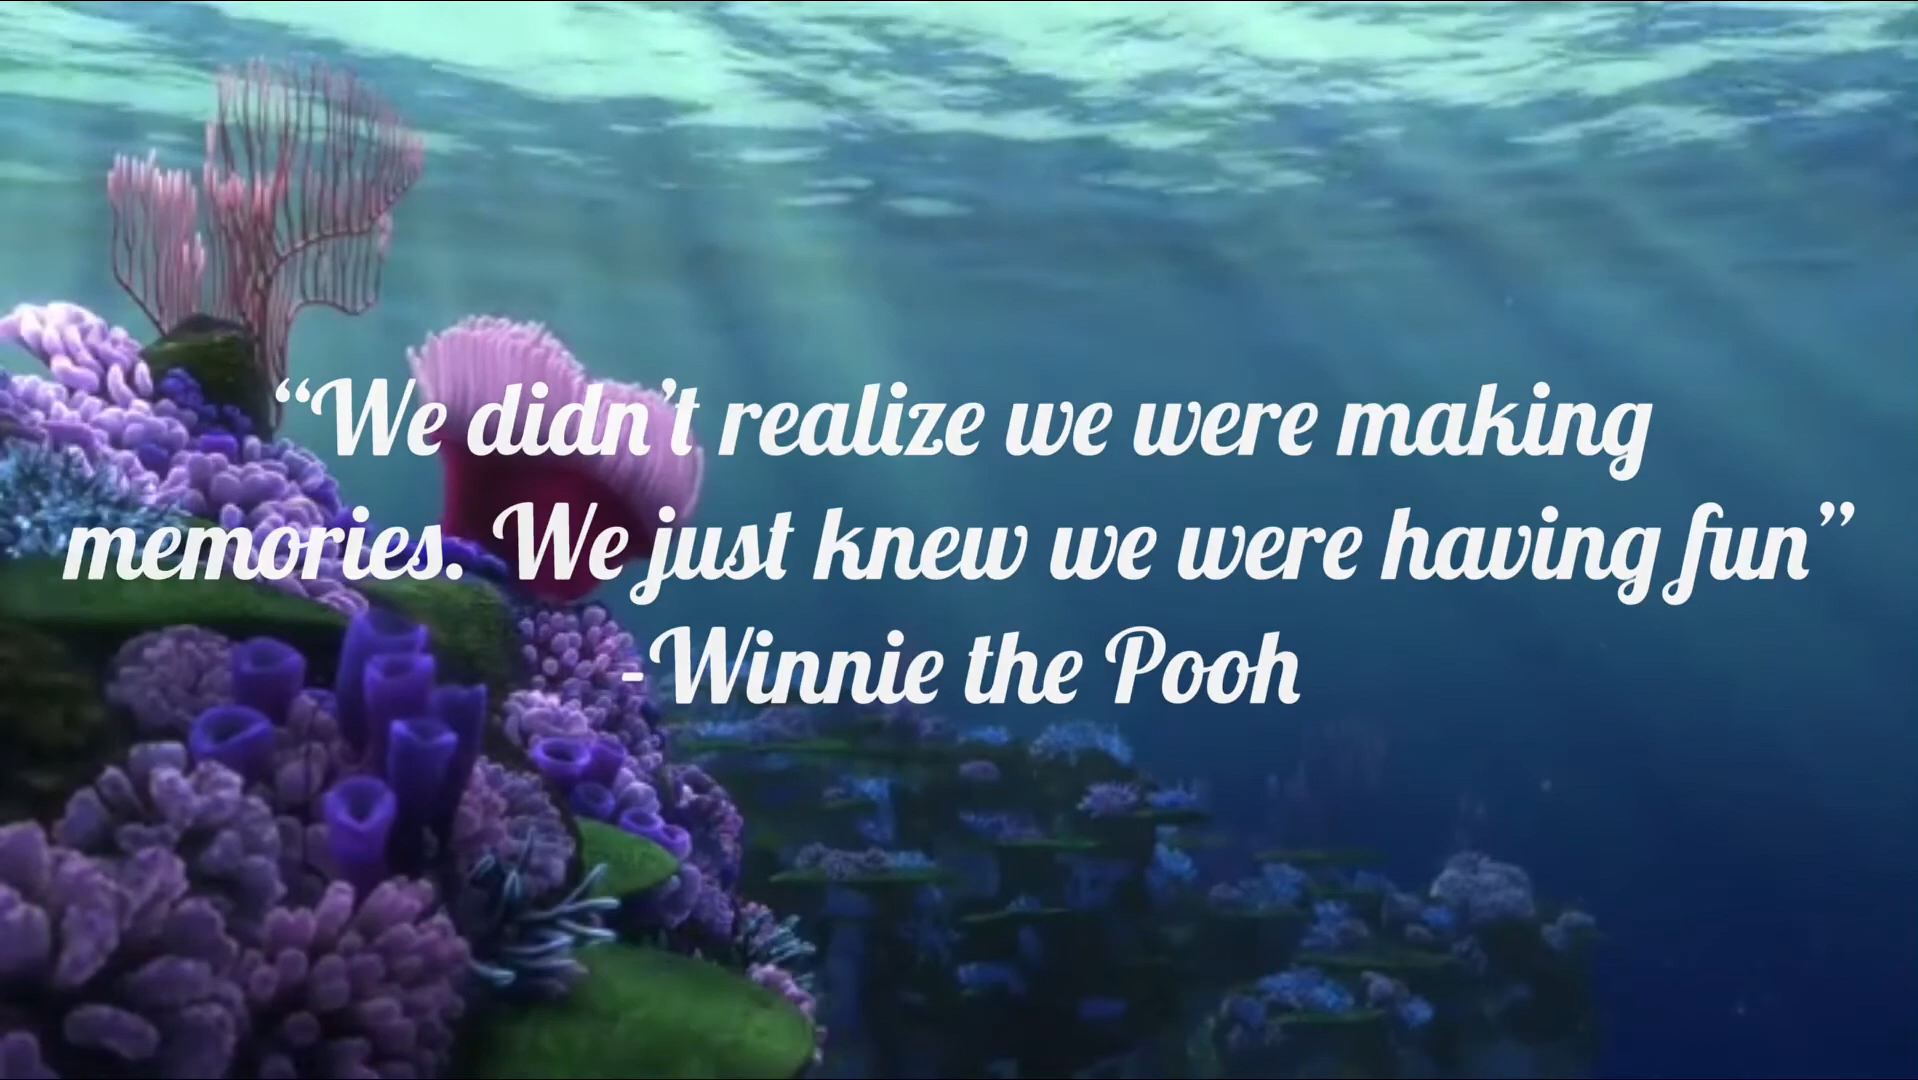 “We didn’t realize we were making
memories. We just knew we were having fun”
-Winnie the Pooh